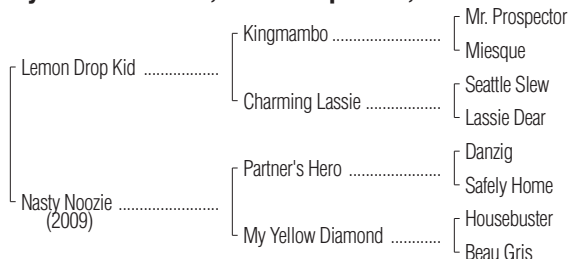 Mr. Prospector
Kingmambo ....................
Miesque
Lemon Drop Kid ..................
Seattle Slew
Charming Lassie ..................
Lassie Dear
Danzig
Partner's Hero ......................
Safely Home
Nasty Noozie ........................
(2009)
Housebuster
My Yellow Diamond ............
Beau Gris